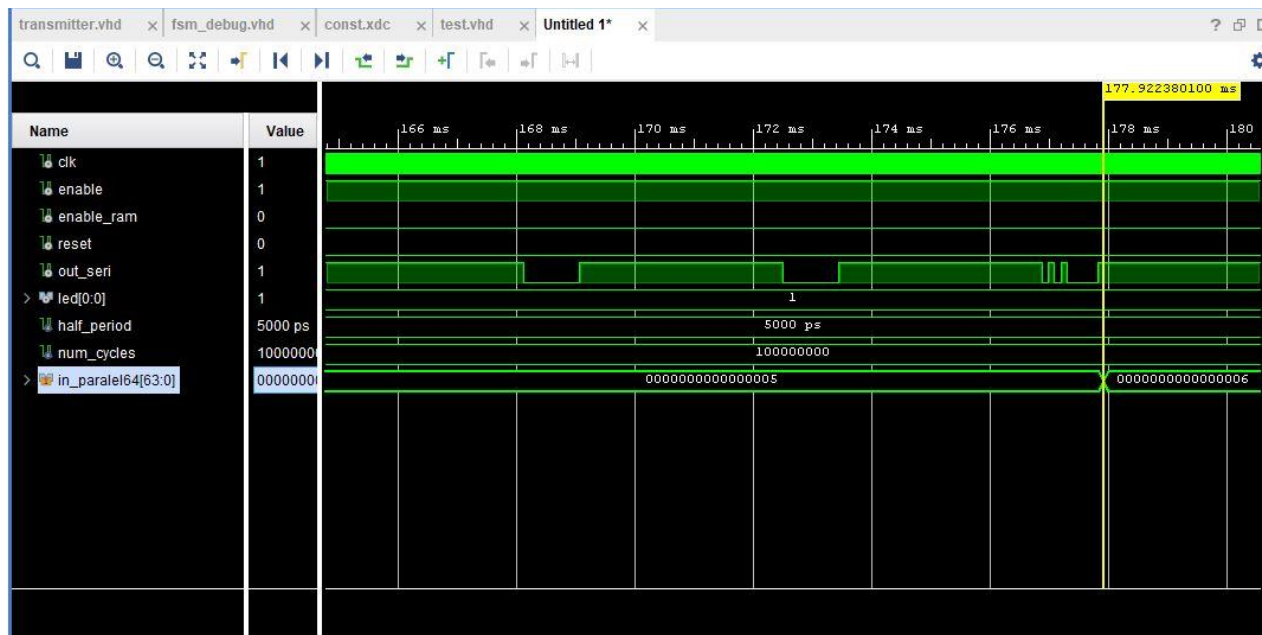 transmitter.vhd × fsm_debug.vhd × const.xdc × test.vhd × Untitled 1* × ?
177.922380100 ms
Name Value 166 ms 168 ms 170 ms 172 ms 174 ms 176 ms 178 ms 180
clk 1
enable 1
enable_ram 0
reset 0
out_seri 1
> led[0:0] 1 1
half_period 5000 ps 5000 ps
num_cycles 10000000 100000000
> in_paralel64[63:0] 00000000 0000000000000005 0000000000000006